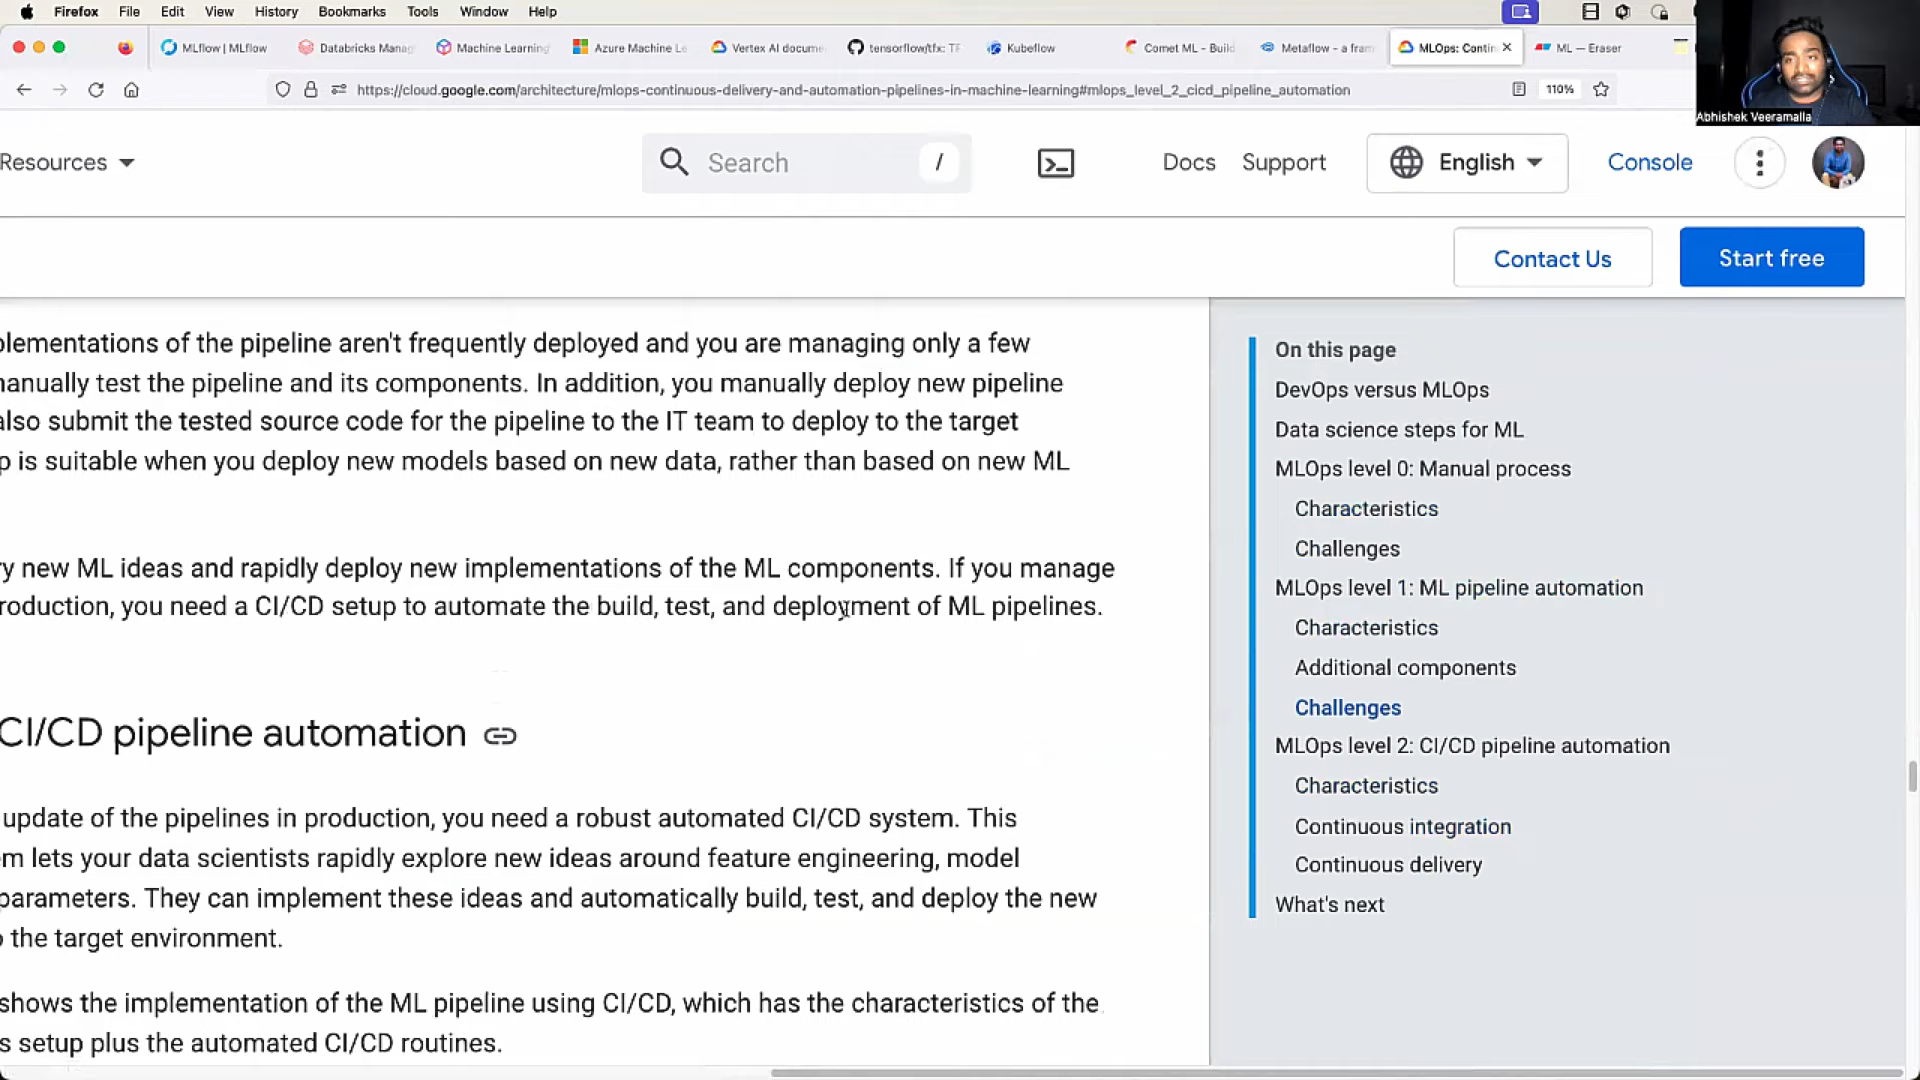 Firefox File Edit View History Bookmarks Tools Window Help
MLflow | MLflow Databricks Mana Machine Learning Azure Machine Le Vertex AI docume tensorflow/tfx: TF Kubeflow Comet ML - Build Metaflow - a fram MLOps: Contin ML — Eraser
https://cloud.google.com/architecture/mlops-continuous-delivery-and-automation-pipelines-in-machine-learning#mlops_level_2_cicd_pipeline_automation 110%
Abhishek Veeramalla
Resources Search / Docs Support English Console
Contact Us Start free
plementations of the pipeline aren't frequently deployed and you are managing only a few
manually test the pipeline and its components. In addition, you manually deploy new pipeline
also submit the tested source code for the pipeline to the IT team to deploy to the target
p is suitable when you deploy new models based on new data, rather than based on new ML
ry new ML ideas and rapidly deploy new implementations of the ML components. If you manage
roduction, you need a CI/CD setup to automate the build, test, and deployment of ML pipelines.
CI/CD pipeline automation
update of the pipelines in production, you need a robust automated CI/CD system. This
em lets your data scientists rapidly explore new ideas around feature engineering, model
parameters. They can implement these ideas and automatically build, test, and deploy the new
o the target environment.
shows the implementation of the ML pipeline using CI/CD, which has the characteristics of the
s setup plus the automated CI/CD routines.
On this page
DevOps versus MLOps
Data science steps for ML
MLOps level 0: Manual process
Characteristics
Challenges
MLOps level 1: ML pipeline automation
Characteristics
Additional components
Challenges
MLOps level 2: CI/CD pipeline automation
Characteristics
Continuous integration
Continuous delivery
What's next